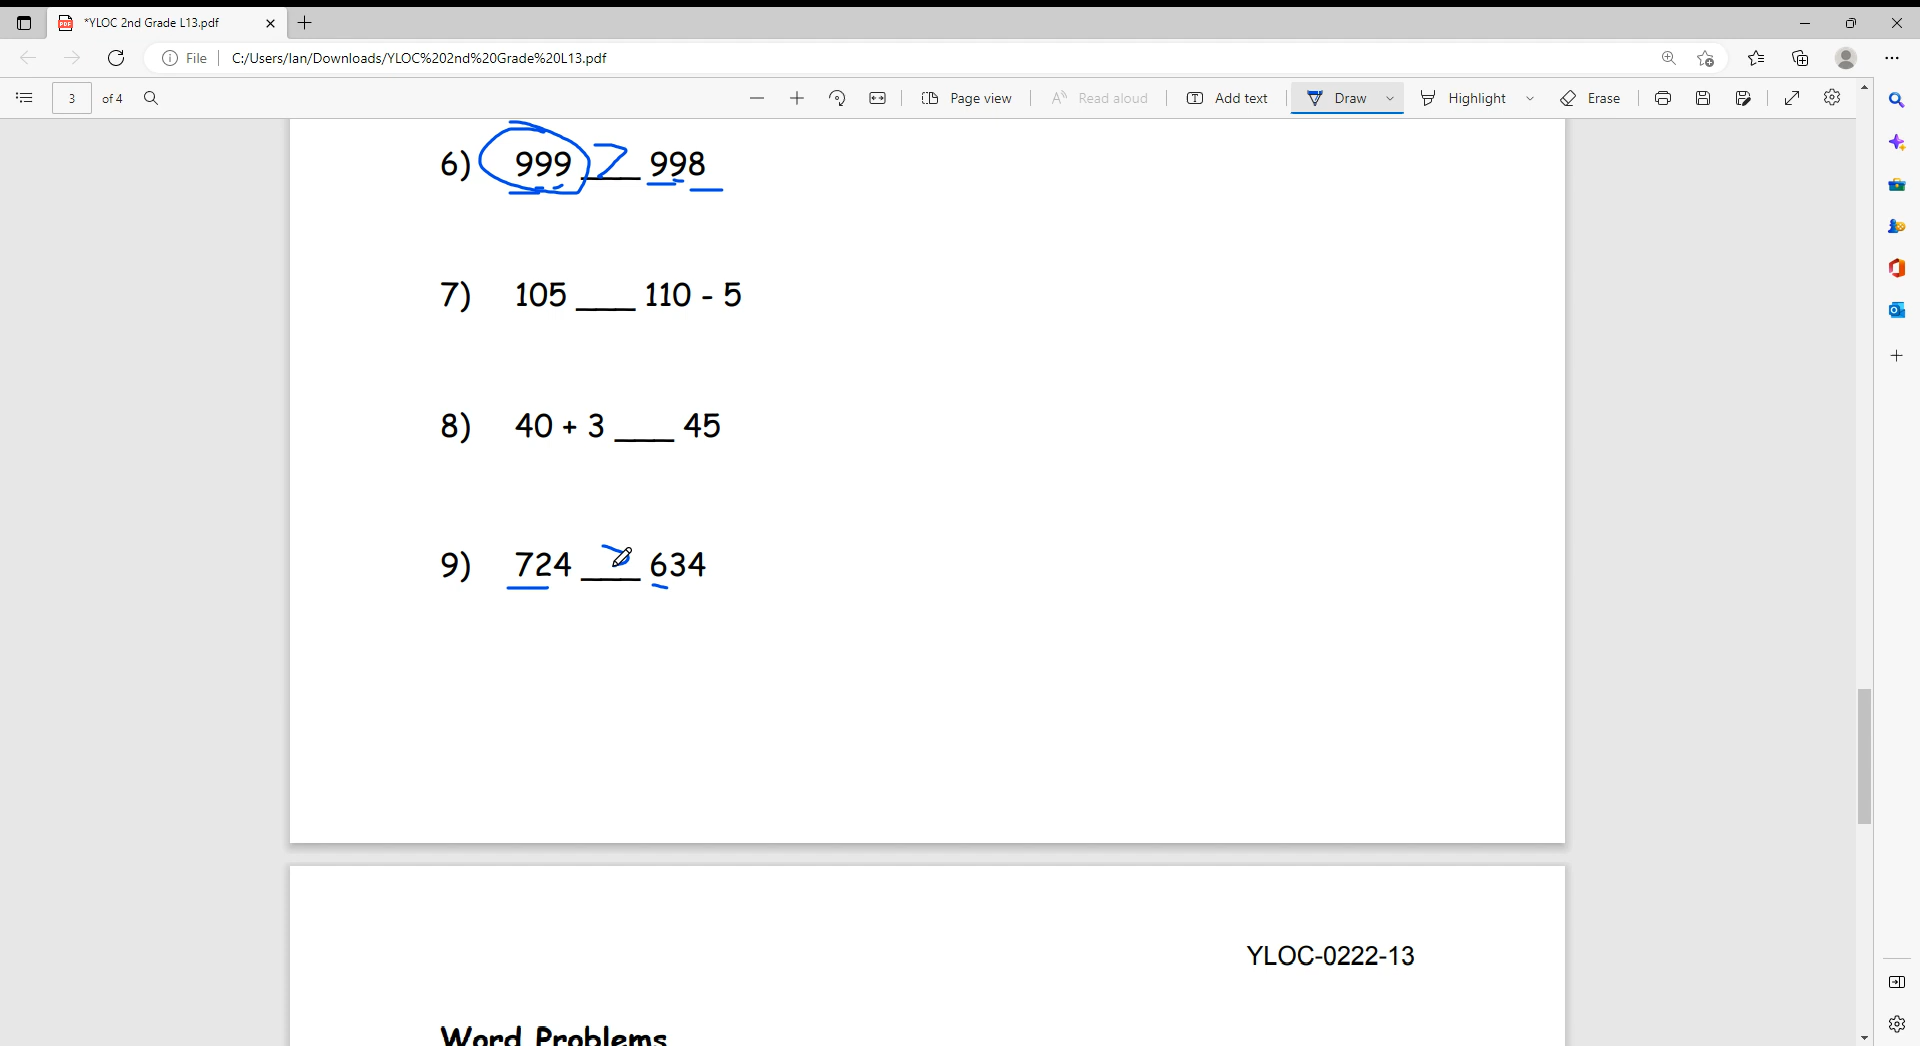 *YLOC 2nd Grade L13.pdf
File C:/Users/Ian/Downloads/YLOC%202nd%20Grade%20L13.pdf
3 of 4 Page view Read aloud Add text Draw Highlight Erase
6) 999 ___ > 998
7) 105 ___ 110 - 5
8) 40 + 3 ___ 45
9) 724 ___ > 634
YLOC-0222-13
Word Problems